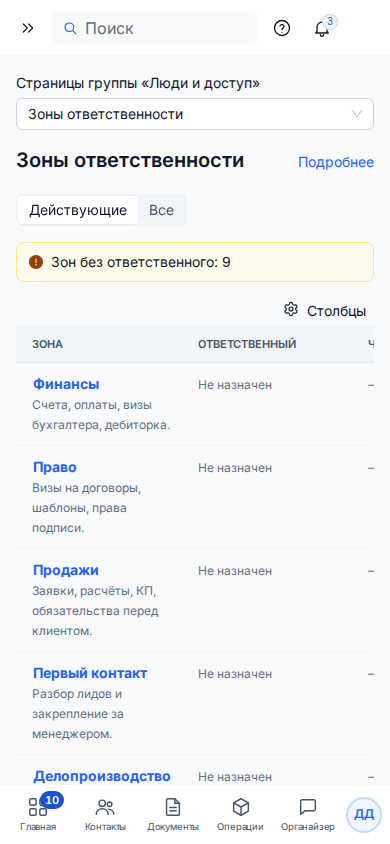 Поиск
3
Страницы группы «Люди и доступ»
Зоны ответственности
Зоны ответственности
Подробнее
Действующие
Все
Зон без ответственного: 9
Столбцы
ЗОНА
ОТВЕТСТВЕННЫЙ
Финансы
Не назначен
–
Счета, оплаты, визы
бухгалтера, дебиторка.
Право
Не назначен
–
Визы на договоры,
шаблоны, права
подписи.
Продажи
Не назначен
–
Заявки, расчёты, КП,
обязательства перед
клиентом.
Первый контакт
Не назначен
–
Разбор лидов и
закрепление за
менеджером.
Делопроизводство
Не назначен
–
10
Главная
Контакты
Документы
Операции
Органайзер
ДД